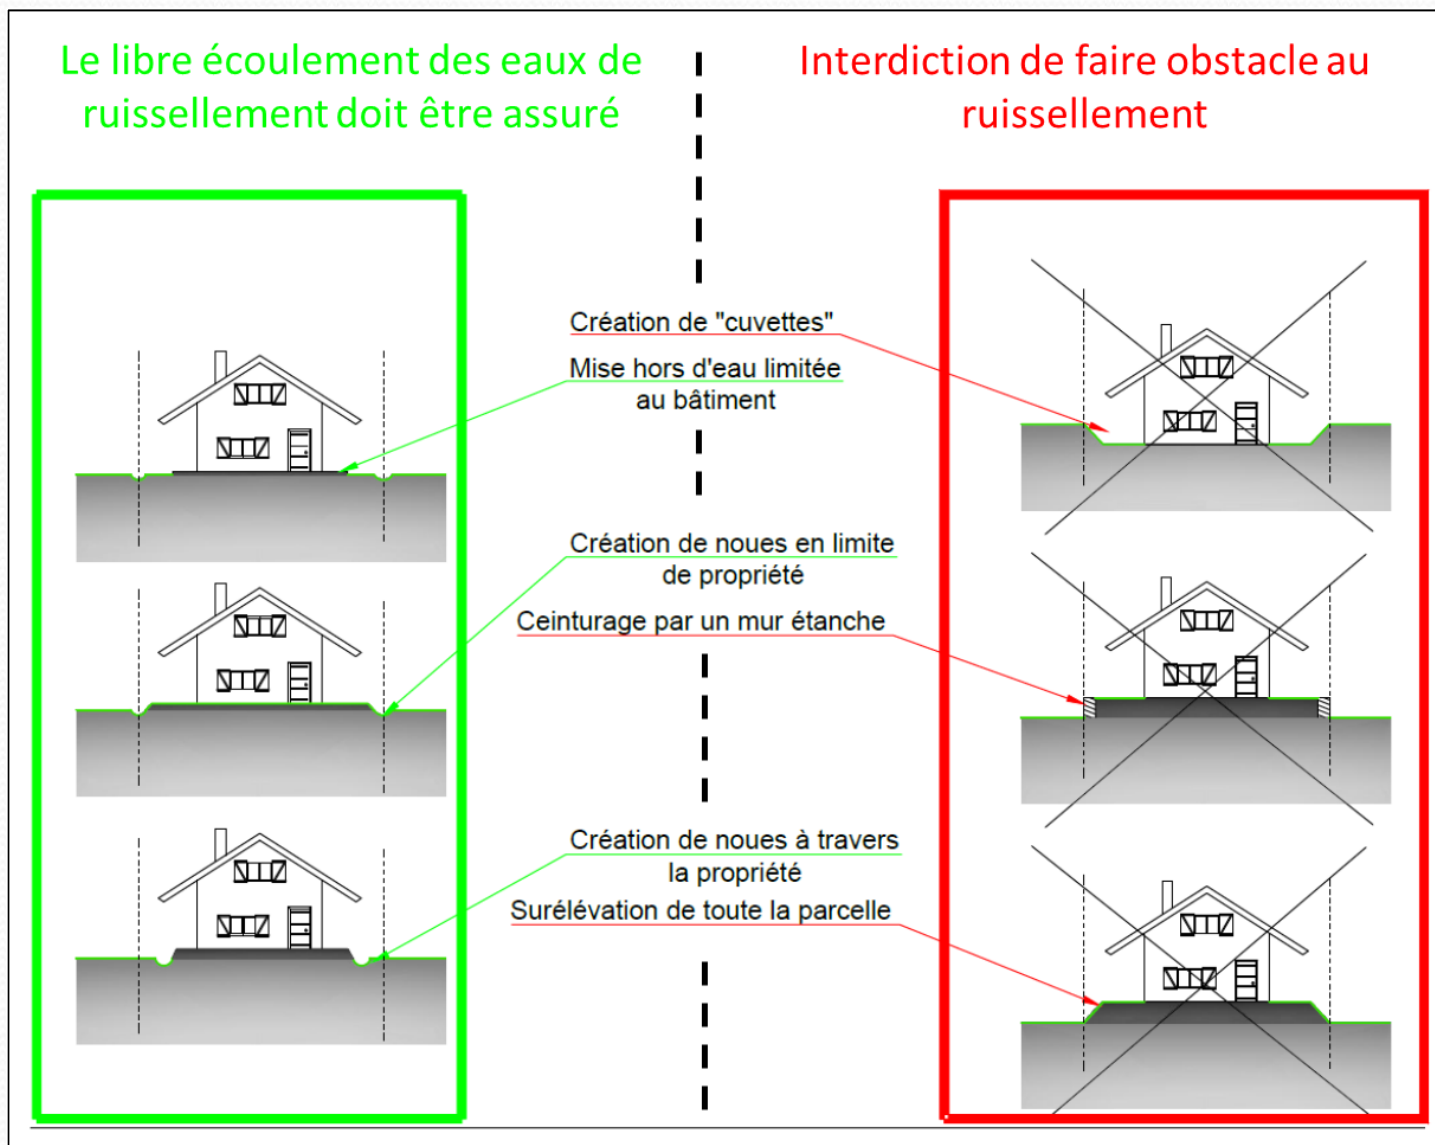 Le libre écoulement des eaux de
ruissellement doit être assuré
Interdiction de faire obstacle au
ruissellement
Création de "cuvettes"
Mise hors d'eau limitée
au bâtiment
Création de noues en limite
de propriété
Ceinturage par un mur étanche
Création de noues à travers
la propriété
Surélévation de toute la parcelle